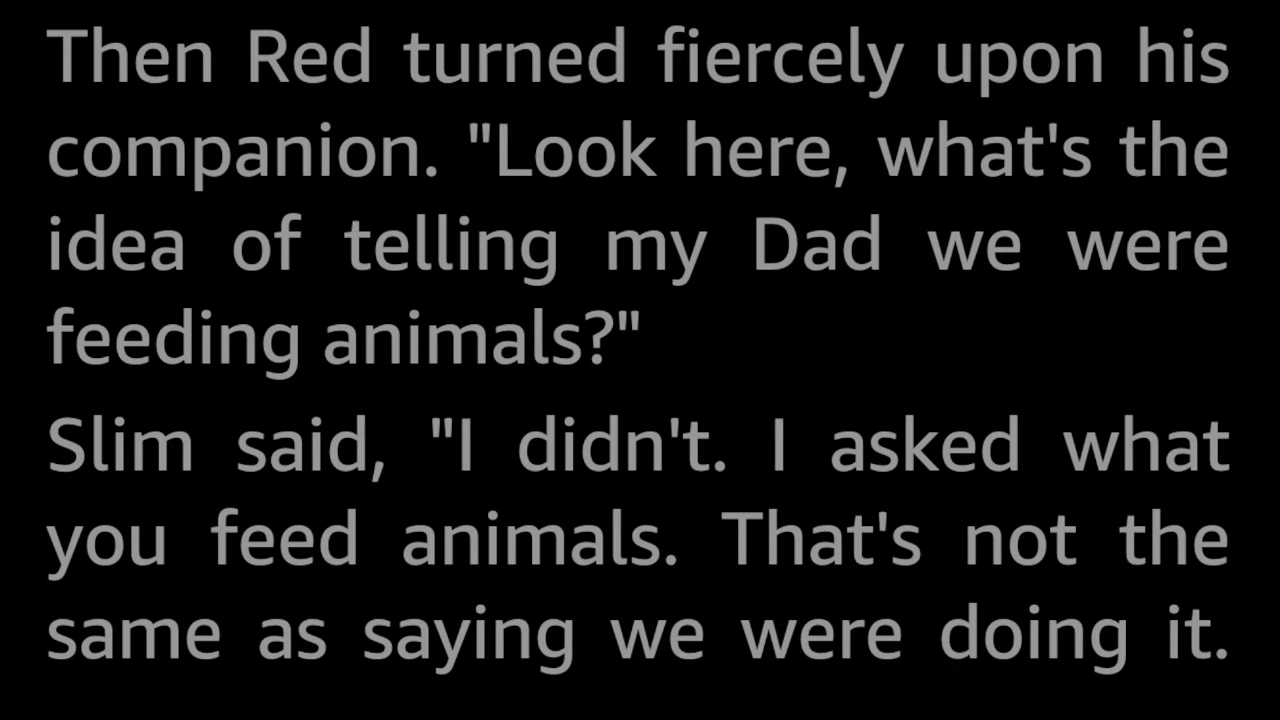 Then Red turned fiercely upon his
companion. "Look here, what's the
idea of telling my Dad we were
feeding animals?"
Slim said, "I didn't. I asked what
you feed animals. That's not the
same as saying we were doing it.